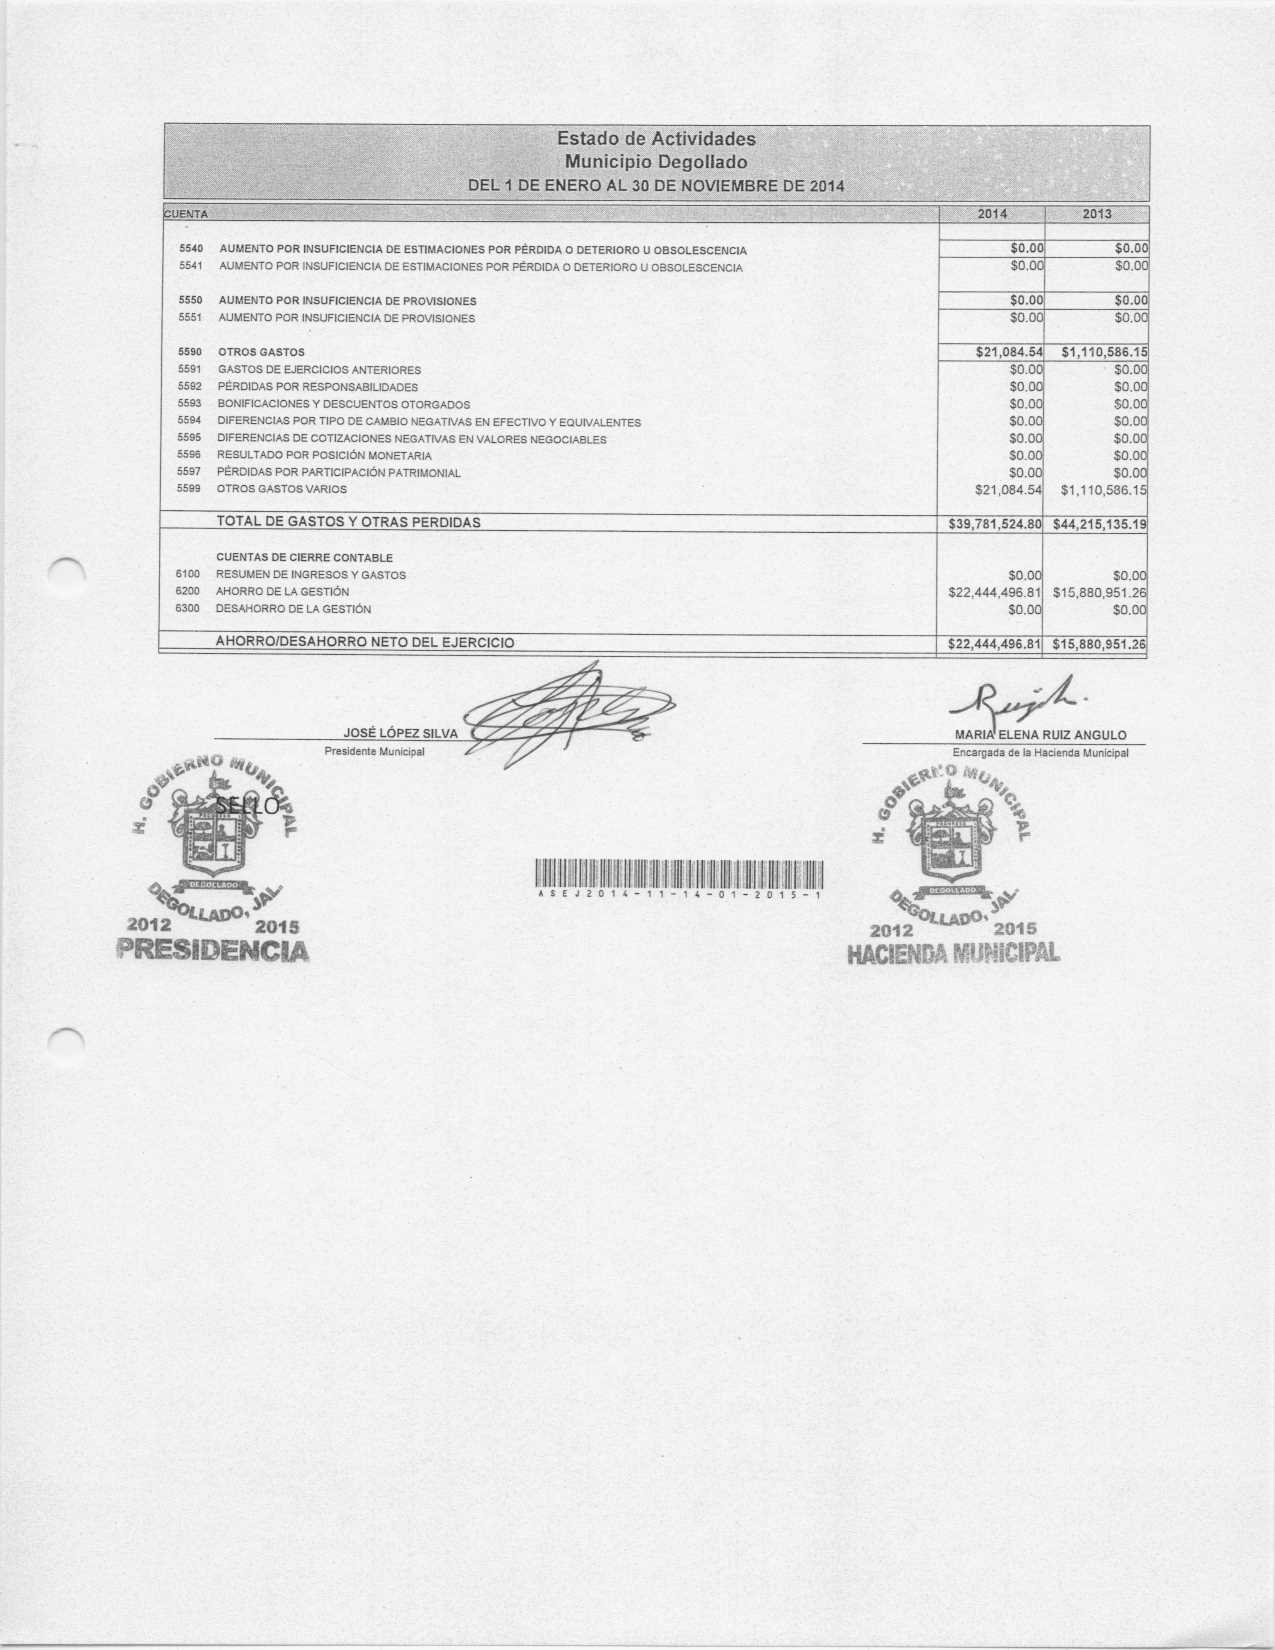 Estado de Actividades
Municipio Degollado
DEL 1 DE ENERO AL 30 DE NOVIEMBRE DE 2014
CUENTA 2014 2013
5540 AUMENTO POR INSUFICIENCIA DE ESTIMACIONES POR PÉRDIDA O DETERIORO U OBSOLESCENCIA $0.00 $0.00
5541 AUMENTO POR INSUFICIENCIA DE ESTIMACIONES POR PÉRDIDA O DETERIORO U OBSOLESCENCIA $0.00 $0.00
5550 AUMENTO POR INSUFICIENCIA DE PROVISIONES $0.00 $0.00
5551 AUMENTO POR INSUFICIENCIA DE PROVISIONES $0.00 $0.00
5590 OTROS GASTOS $21,084.54 $1,110,586.15
5591 GASTOS DE EJERCICIOS ANTERIORES $0.00 $0.00
5592 PÉRDIDAS POR RESPONSABILIDADES $0.00 $0.00
5593 BONIFICACIONES Y DESCUENTOS OTORGADOS $0.00 $0.00
5594 DIFERENCIAS POR TIPO DE CAMBIO NEGATIVAS EN EFECTIVO Y EQUIVALENTES $0.00 $0.00
5595 DIFERENCIAS DE COTIZACIONES NEGATIVAS EN VALORES NEGOCIABLES $0.00 $0.00
5596 RESULTADO POR POSICIÓN MONETARIA $0.00 $0.00
5597 PÉRDIDAS POR PARTICIPACIÓN PATRIMONIAL $0.00 $0.00
5599 OTROS GASTOS VARIOS $21,084.54 $1,110,586.15
TOTAL DE GASTOS Y OTRAS PERDIDAS $39,781,524.80 $44,215,135.19
CUENTAS DE CIERRE CONTABLE
6100 RESUMEN DE INGRESOS Y GASTOS $0.00 $0.00
6200 AHORRO DE LA GESTIÓN $22,444,496.81 $15,880,951.26
6300 DESAHORRO DE LA GESTIÓN $0.00 $0.00
AHORRO/DESAHORRO NETO DEL EJERCICIO $22,444,496.81 $15,880,951.26
JOSÉ LÓPEZ SILVA
Presidente Municipal
MARIA ELENA RUIZ ANGULO
Encargada de la Hacienda Municipal
H. GOBIERNO MUNICIPAL
SELLO
DEGOLLADO
DEGOLLADO, JAL.
2012 2015
PRESIDENCIA
ASEJ2014-11-14-01-2015-1
H. GOBIERNO MUNICIPAL
DEGOLLADO
DEGOLLADO, JAL.
2012 2015
HACIENDA MUNICIPAL